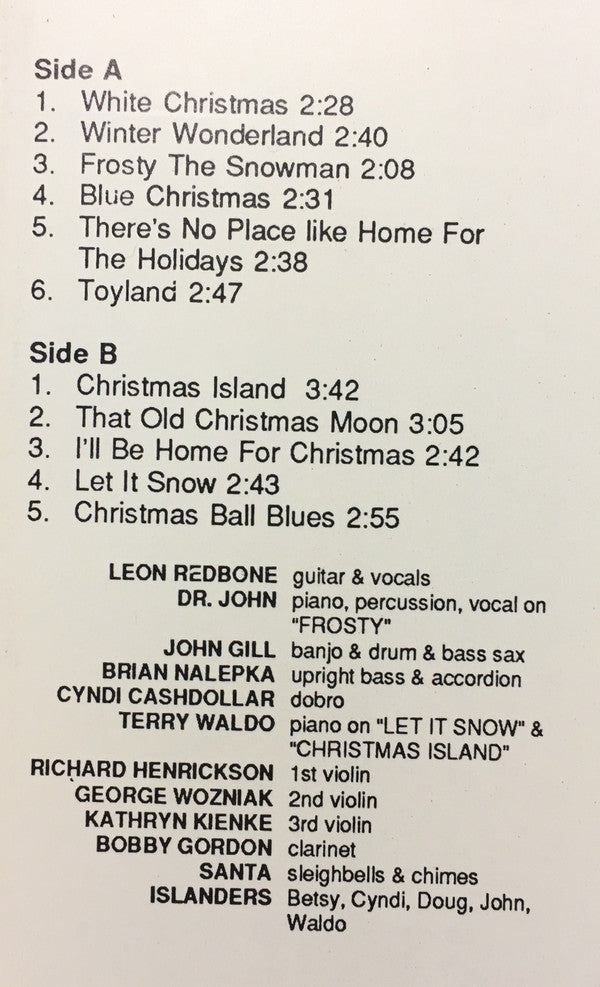 Side A
1. White Christmas 2:28
2. Winter Wonderland 2:40
3. Frosty The Snowman 2:08
4. Blue Christmas 2:31
5. There's No Place like Home For
The Holidays 2:38
6. Toyland 2:47
Side B
1. Christmas Island 3:42
2. That Old Christmas Moon 3:05
3. I'll Be Home For Christmas 2:42
4. Let It Snow 2:43
5. Christmas Ball Blues 2:55
LEON REDBONE guitar & vocals
DR. JOHN piano, percussion, vocal on
"FROSTY"
JOHN GILL banjo & drum & bass sax
BRIAN NALEPKA upright bass & accordion
CYNDI CASHDOLLAR dobro
TERRY WALDO piano on "LET IT SNOW" &
"CHRISTMAS ISLAND"
RICHARD HENRICKSON 1st violin
GEORGE WOZNIAK 2nd violin
KATHRYN KIENKE 3rd violin
BOBBY GORDON clarinet
SANTA sleighbells & chimes
ISLANDERS Betsy, Cyndi, Doug, John,
Waldo